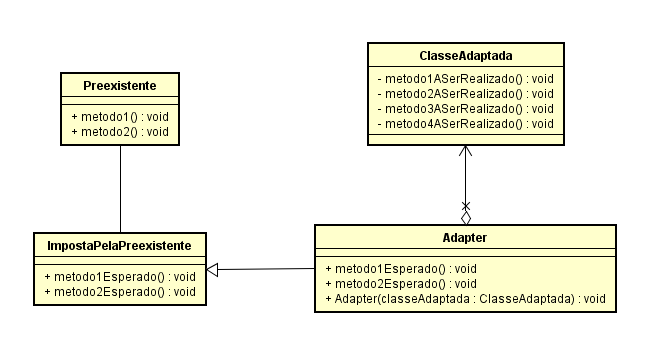 Preexistente
+ metodo1() : void
+ metodo2() : void
ClasseAdaptada
- metodo1ASerRealizado() : void
- metodo2ASerRealizado() : void
- metodo3ASerRealizado() : void
- metodo4ASerRealizado() : void
ImpostaPelaPreexistente
+ metodo1Esperado() : void
+ metodo2Esperado() : void
Adapter
+ metodo1Esperado() : void
+ metodo2Esperado() : void
+ Adapter(classeAdaptada : ClasseAdaptada) : void